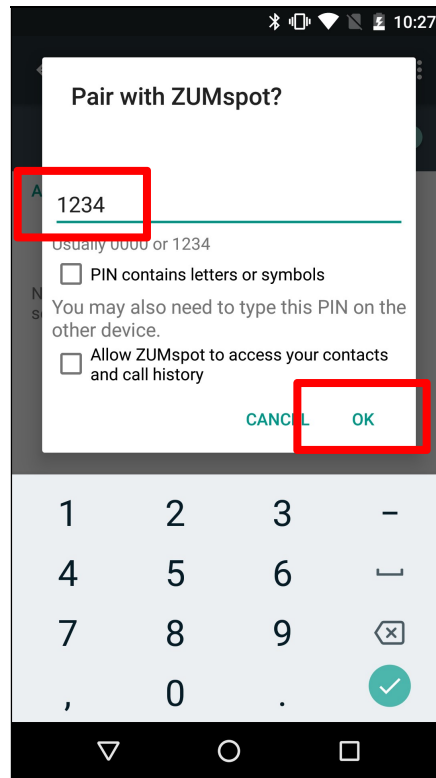 10:27
Pair with ZUMspot?
A
1234
Usually 0000 or 1234
PIN contains letters or symbols
N
You may also need to type this PIN on the
s
other device.
Allow ZUMspot to access your contacts
and call history
CANCEL OK
1 2 3 –
4 5 6
7 8 9
, 0 .